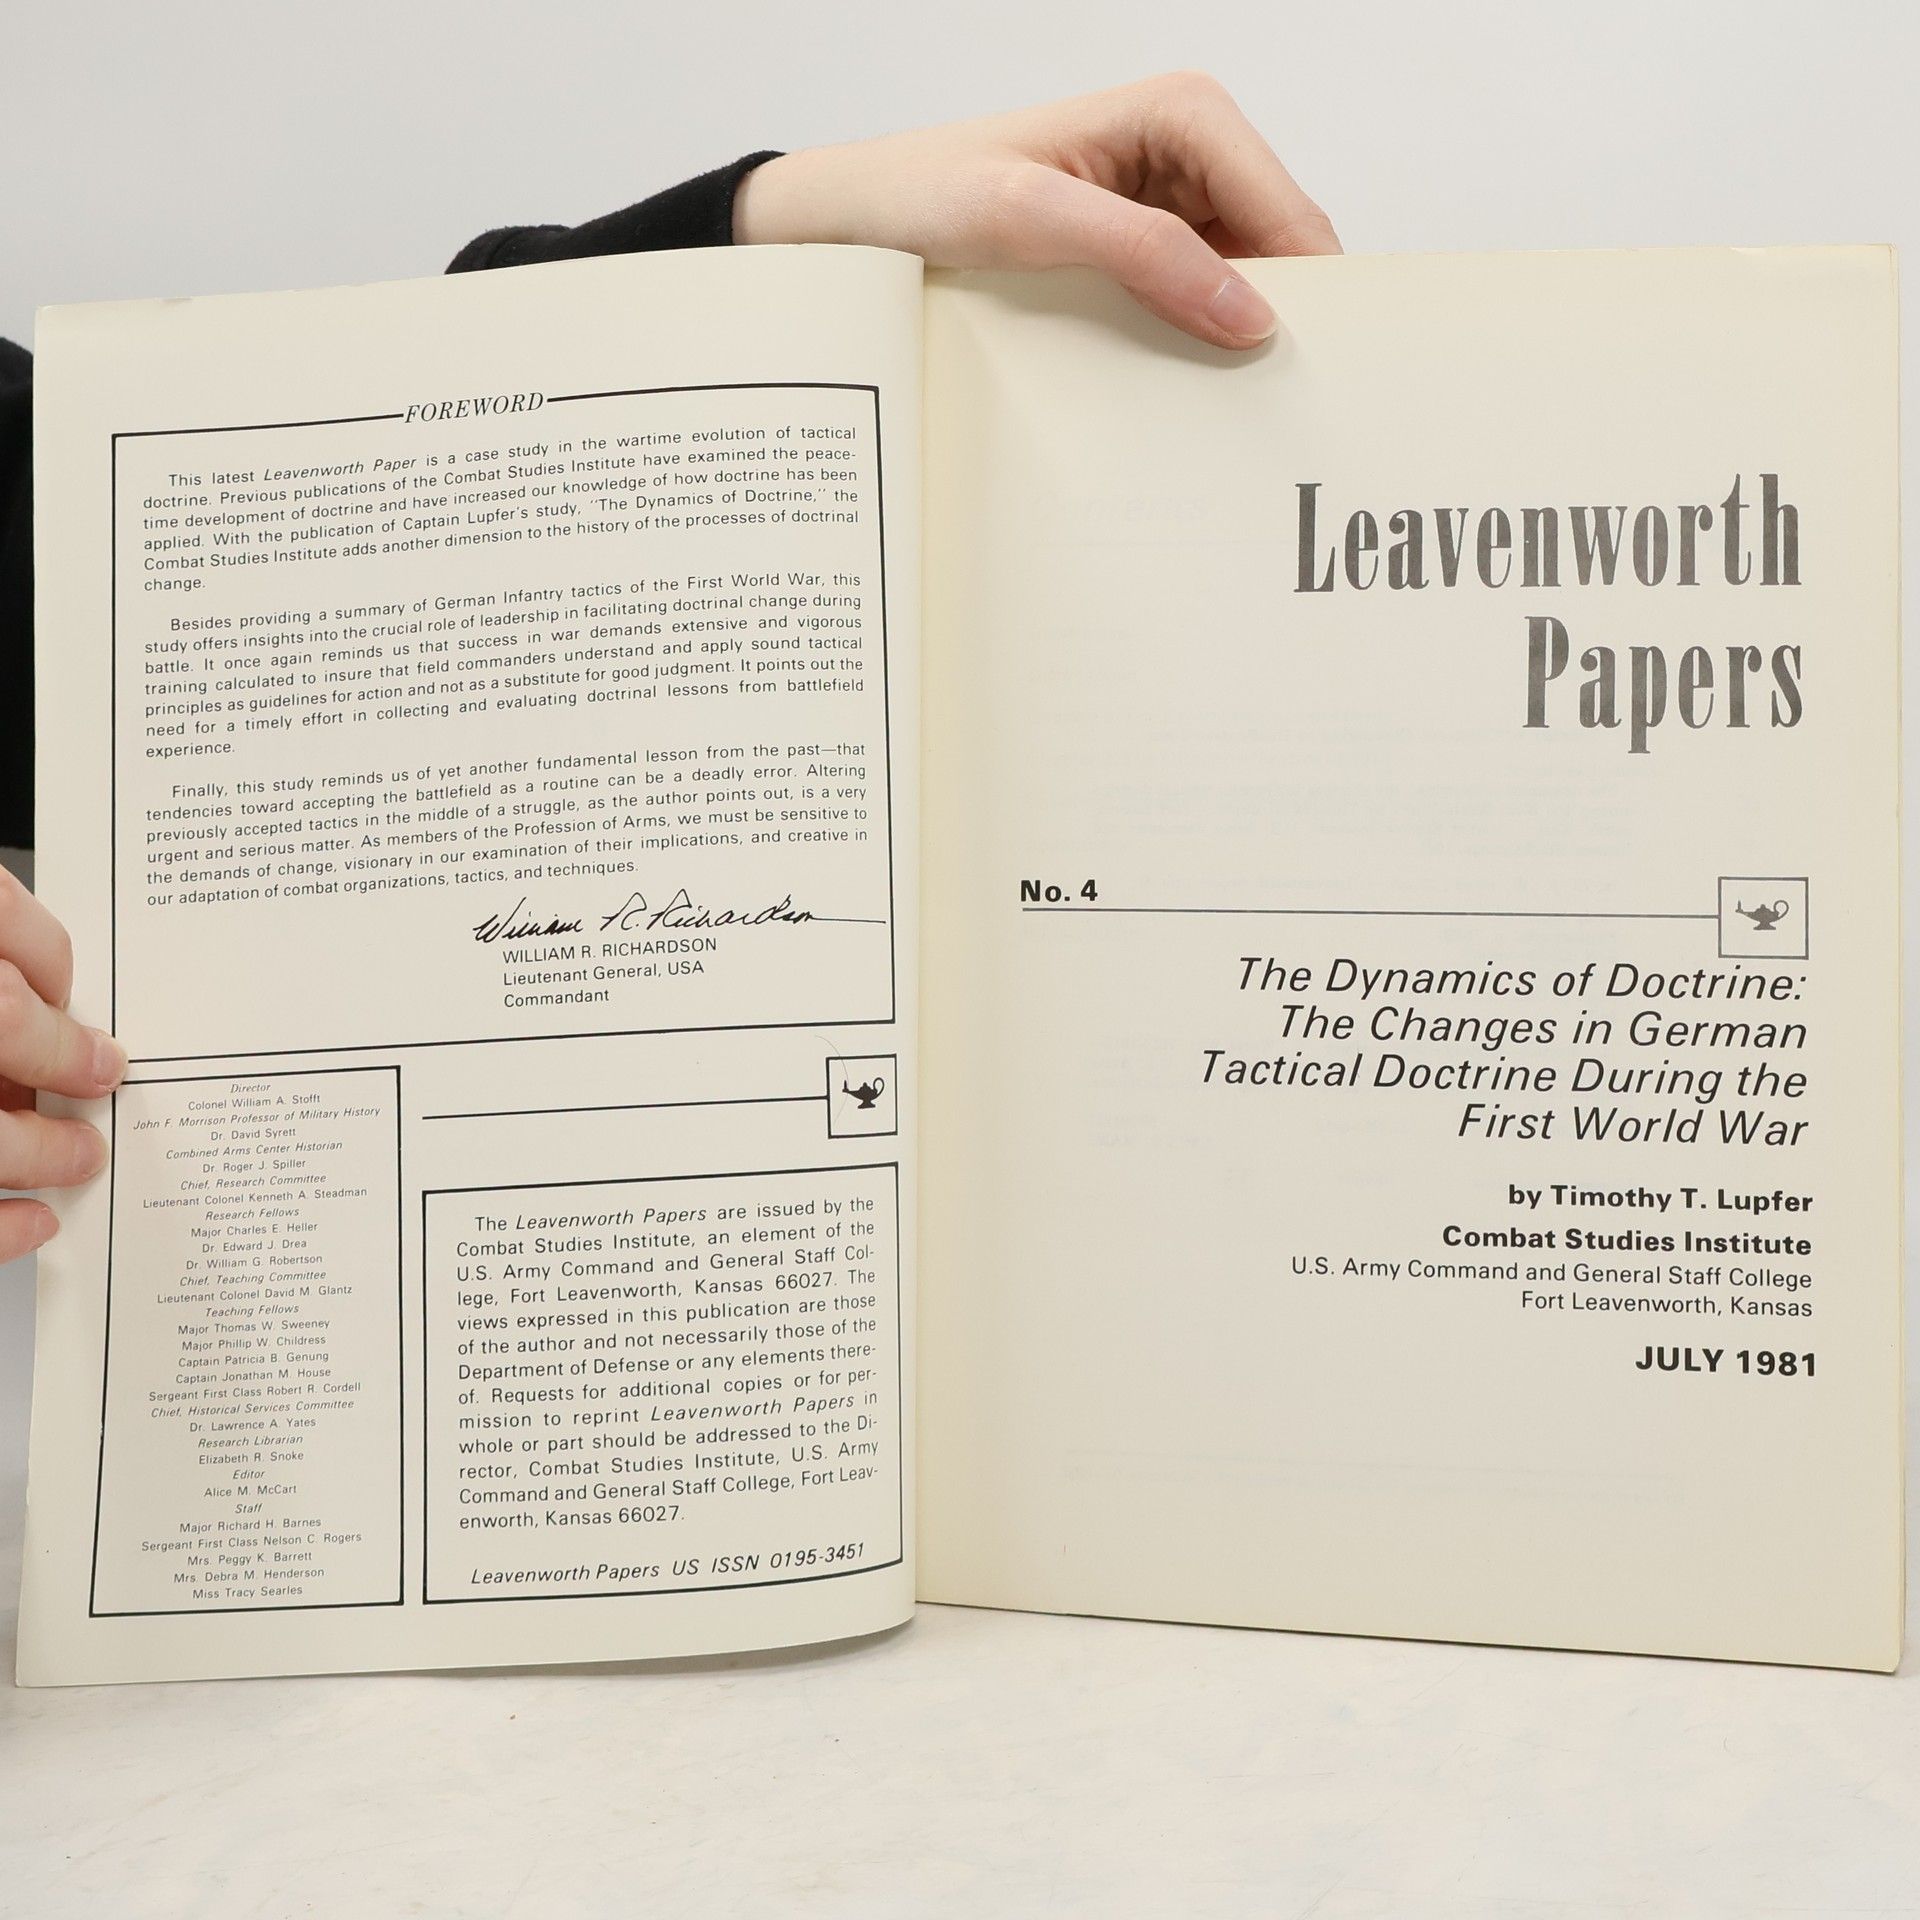 FOREWORD
This latest Leavenworth Paper is a case study in the wartime evolution of tactical
doctrine. Previous publications of the Combat Studies Institute have examined the peace-
time development of doctrine and have increased our knowledge of how doctrine has been
applied. With the publication of Captain Lupfer's study, "The Dynamics of Doctrine," the
Combat Studies Institute adds another dimension to the history of the processes of doctrinal
change.
Besides providing a summary of German Infantry tactics of the First World War, this
study offers insights into the crucial role of leadership in facilitating doctrinal change during
battle. It once again reminds us that success in war demands extensive and vigorous
training calculated to insure that field commanders understand and apply sound tactical
principles as guidelines for action and not as a substitute for good judgment. It points out the
need for a timely effort in collecting and evaluating doctrinal lessons from battlefield
experience.
Finally, this study reminds us of yet another fundamental lesson from the past—that
tendencies toward accepting the battlefield as a routine can be a deadly error. Altering
previously accepted tactics in the middle of a struggle, as the author points out, is a very
urgent and serious matter. As members of the Profession of Arms, we must be sensitive to
the demands of change, visionary in our examination of their implications, and creative in
our adaptation of combat organizations, tactics, and techniques.
William R. Richardson
WILLIAM R. RICHARDSON
Lieutenant General, USA
Commandant
Director
Colonel William A. Stofft
John F. Morrison Professor of Military History
Dr. David Syrett
Combined Arms Center Historian
Dr. Roger J. Spiller
Chief, Research Committee
Lieutenant Colonel Kenneth A. Steadman
Research Fellows
Major Charles E. Heller
Dr. Edward J. Drea
Dr. William G. Robertson
Chief, Teaching Committee
Lieutenant Colonel David M. Glantz
Teaching Fellows
Major Thomas W. Sweeney
Major Phillip W. Childress
Captain Patricia B. Genung
Captain Jonathan M. House
Sergeant First Class Robert R. Cordell
Chief, Historical Services Committee
Dr. Lawrence A. Yates
Research Librarian
Elizabeth R. Snoke
Editor
Alice M. McCart
Staff
Major Richard H. Barnes
Sergeant First Class Nelson C. Rogers
Mrs. Peggy K. Barrett
Mrs. Debra M. Henderson
Miss Tracy Searles
The Leavenworth Papers are issued by the
Combat Studies Institute, an element of the
U.S. Army Command and General Staff Col-
lege, Fort Leavenworth, Kansas 66027. The
views expressed in this publication are those
of the author and not necessarily those of the
Department of Defense or any elements there-
of. Requests for additional copies or for per-
mission to reprint Leavenworth Papers in
whole or part should be addressed to the Di-
rector, Combat Studies Institute, U.S. Army
Command and General Staff College, Fort Leav-
enworth, Kansas 66027.
Leavenworth Papers US ISSN 0195-3451
Leavenworth
Papers
No. 4
The Dynamics of Doctrine:
The Changes in German
Tactical Doctrine During the
First World War
by Timothy T. Lupfer
Combat Studies Institute
U.S. Army Command and General Staff College
Fort Leavenworth, Kansas
JULY 1981